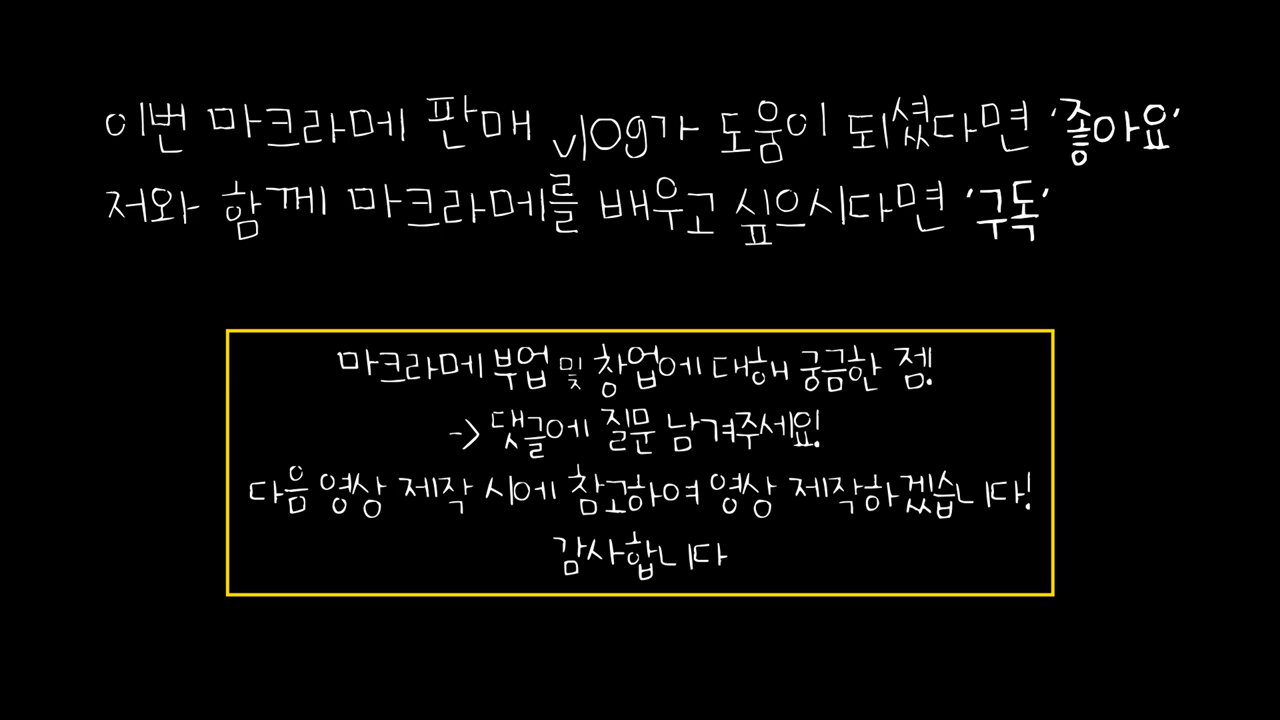 이번 마크라메 판매 vlog가 도움이 되셨다면 '좋아요'
저와 함께 마크라메를 배우고 싶으시다면 '구독'
마크라메 부업 및 창업에 대해 궁금한 점!
-> 댓글에 질문 남겨주세요!
다음 영상 제작 시에 참고하여 영상 제작하겠습니다!
감사합니다